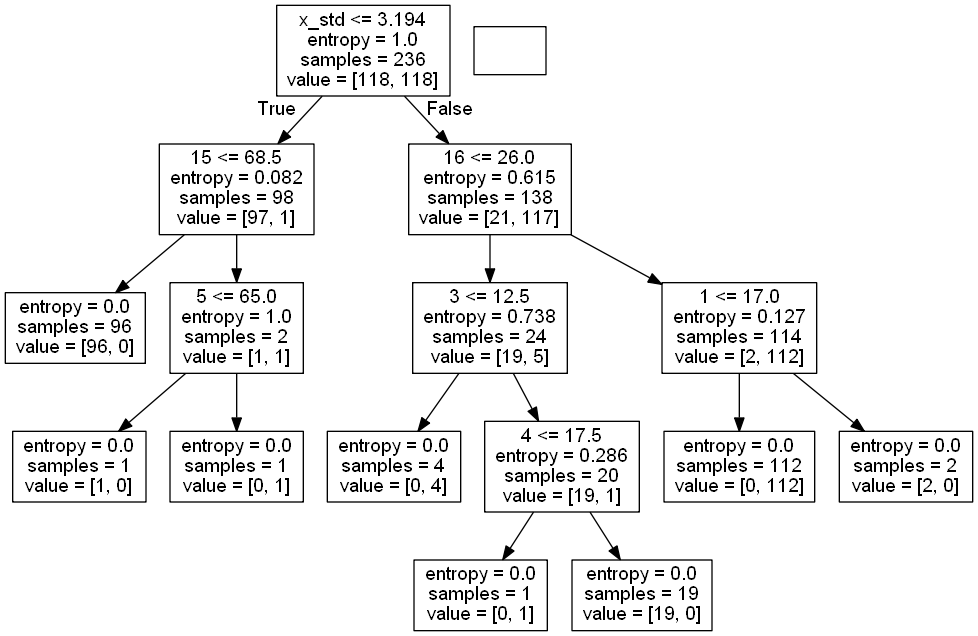 x_std <= 3.194
entropy = 1.0
samples = 236
value = [118, 118]
True
False
15 <= 68.5
entropy = 0.082
samples = 98
value = [97, 1]
16 <= 26.0
entropy = 0.615
samples = 138
value = [21, 117]
entropy = 0.0
samples = 96
value = [96, 0]
5 <= 65.0
entropy = 1.0
samples = 2
value = [1, 1]
3 <= 12.5
entropy = 0.738
samples = 24
value = [19, 5]
1 <= 17.0
entropy = 0.127
samples = 114
value = [2, 112]
entropy = 0.0
samples = 1
value = [1, 0]
entropy = 0.0
samples = 1
value = [0, 1]
entropy = 0.0
samples = 4
value = [0, 4]
4 <= 17.5
entropy = 0.286
samples = 20
value = [19, 1]
entropy = 0.0
samples = 112
value = [0, 112]
entropy = 0.0
samples = 2
value = [2, 0]
entropy = 0.0
samples = 1
value = [0, 1]
entropy = 0.0
samples = 19
value = [19, 0]